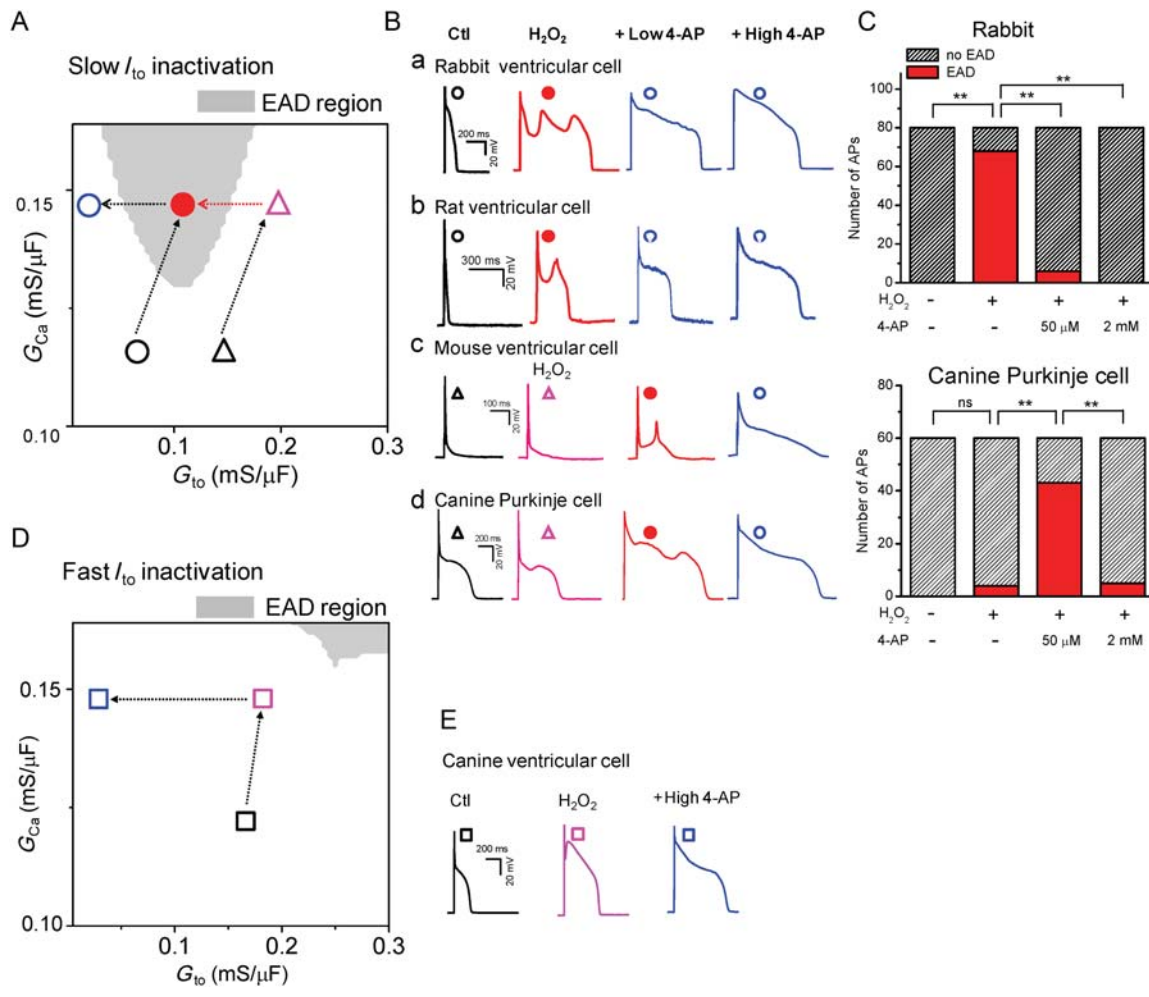 A
Slow Ito inactivation
EAD region
GCa (mS/μF)
0.15
0.10
0.1 0.2 0.3
Gto (mS/μF)
B
Ctl H2O2 + Low 4-AP + High 4-AP
a Rabbit ventricular cell
200 ms
20 mV
b Rat ventricular cell
300 ms
20 mV
c Mouse ventricular cell
H2O2
100 ms
20 mV
d Canine Purkinje cell
200 ms
20 mV
C
Rabbit
no EAD
EAD
** ** **
Number of APs
100
80
60
40
20
0
H2O2 - + + +
4-AP - - 50 μM 2 mM
Canine Purkinje cell
ns ** **
Number of APs
80
60
40
20
0
H2O2 - + + +
4-AP - - 50 μM 2 mM
D
Fast Ito inactivation
EAD region
GCa (mS/μF)
0.15
0.10
0.1 0.2 0.3
Gto (mS/μF)
E
Canine ventricular cell
Ctl H2O2 +High 4-AP
200 ms
20 mV